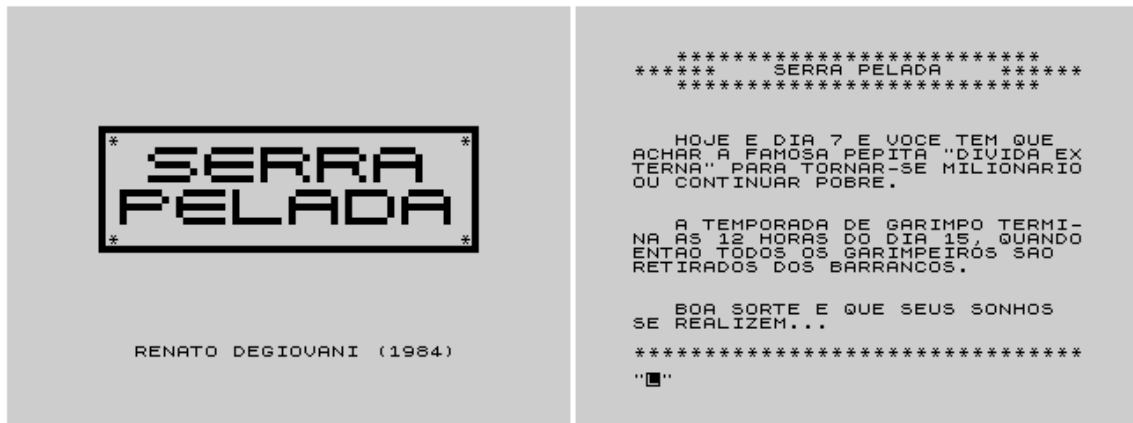 *                         *
SERRA
PELADA
*                         *
RENATO DEGIOVANI (1984)
**************************
****** SERRA PELADA ******
**************************
HOJE E DIA 7 E VOCE TEM QUE
ACHAR A FAMOSA PEPITA "DIVIDA EX
TERNA" PARA TORNAR-SE MILIONARIO
OU CONTINUAR POBRE.
A TEMPORADA DE GARIMPO TERMI-
NA AS 12 HORAS DO DIA 15, QUANDO
ENTAO TODOS OS GARIMPEIROS SAO
RETIRADOS DOS BARRANCOS.
BOA SORTE E QUE SEUS SONHOS
SE REALIZEM...
********************************
"L"